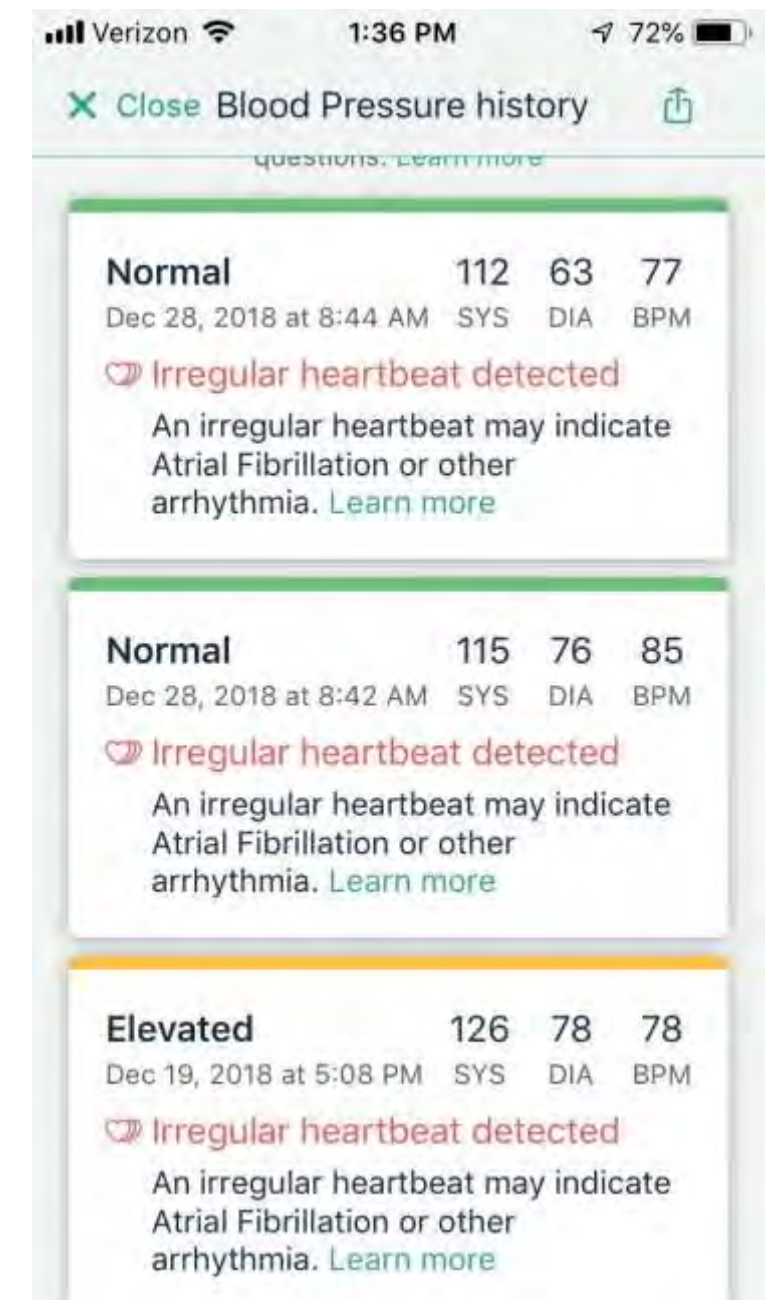 Verizon 1:36 PM 72%
Close Blood Pressure history
questions. Learn more
Normal 112 63 77
Dec 28, 2018 at 8:44 AM SYS DIA BPM
Irregular heartbeat detected
An irregular heartbeat may indicate
Atrial Fibrillation or other
arrhythmia. Learn more
Normal 115 76 85
Dec 28, 2018 at 8:42 AM SYS DIA BPM
Irregular heartbeat detected
An irregular heartbeat may indicate
Atrial Fibrillation or other
arrhythmia. Learn more
Elevated 126 78 78
Dec 19, 2018 at 5:08 PM SYS DIA BPM
Irregular heartbeat detected
An irregular heartbeat may indicate
Atrial Fibrillation or other
arrhythmia. Learn more